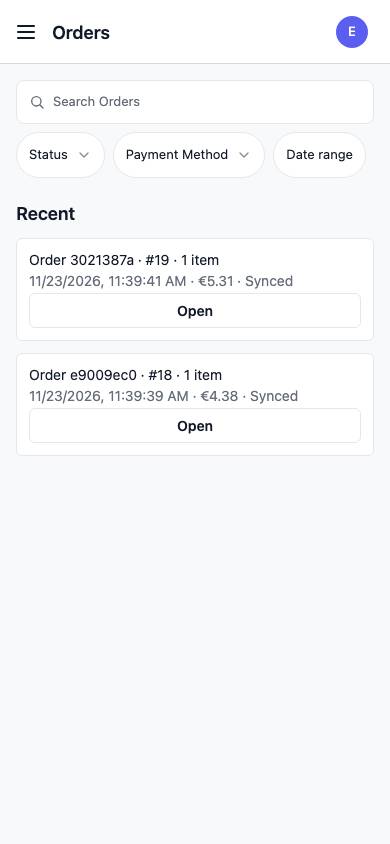 Orders
E
Search Orders
Status
Payment Method
Date range
Recent
Order 3021387a · #19 · 1 item
11/23/2026, 11:39:41 AM · €5.31 · Synced
Open
Order e9009ec0 · #18 · 1 item
11/23/2026, 11:39:39 AM · €4.38 · Synced
Open